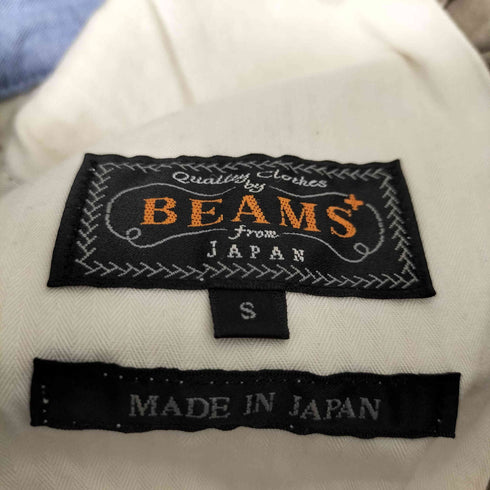 Quality Clothes
by
BEAMS+
from
JAPAN
S
MADE IN JAPAN